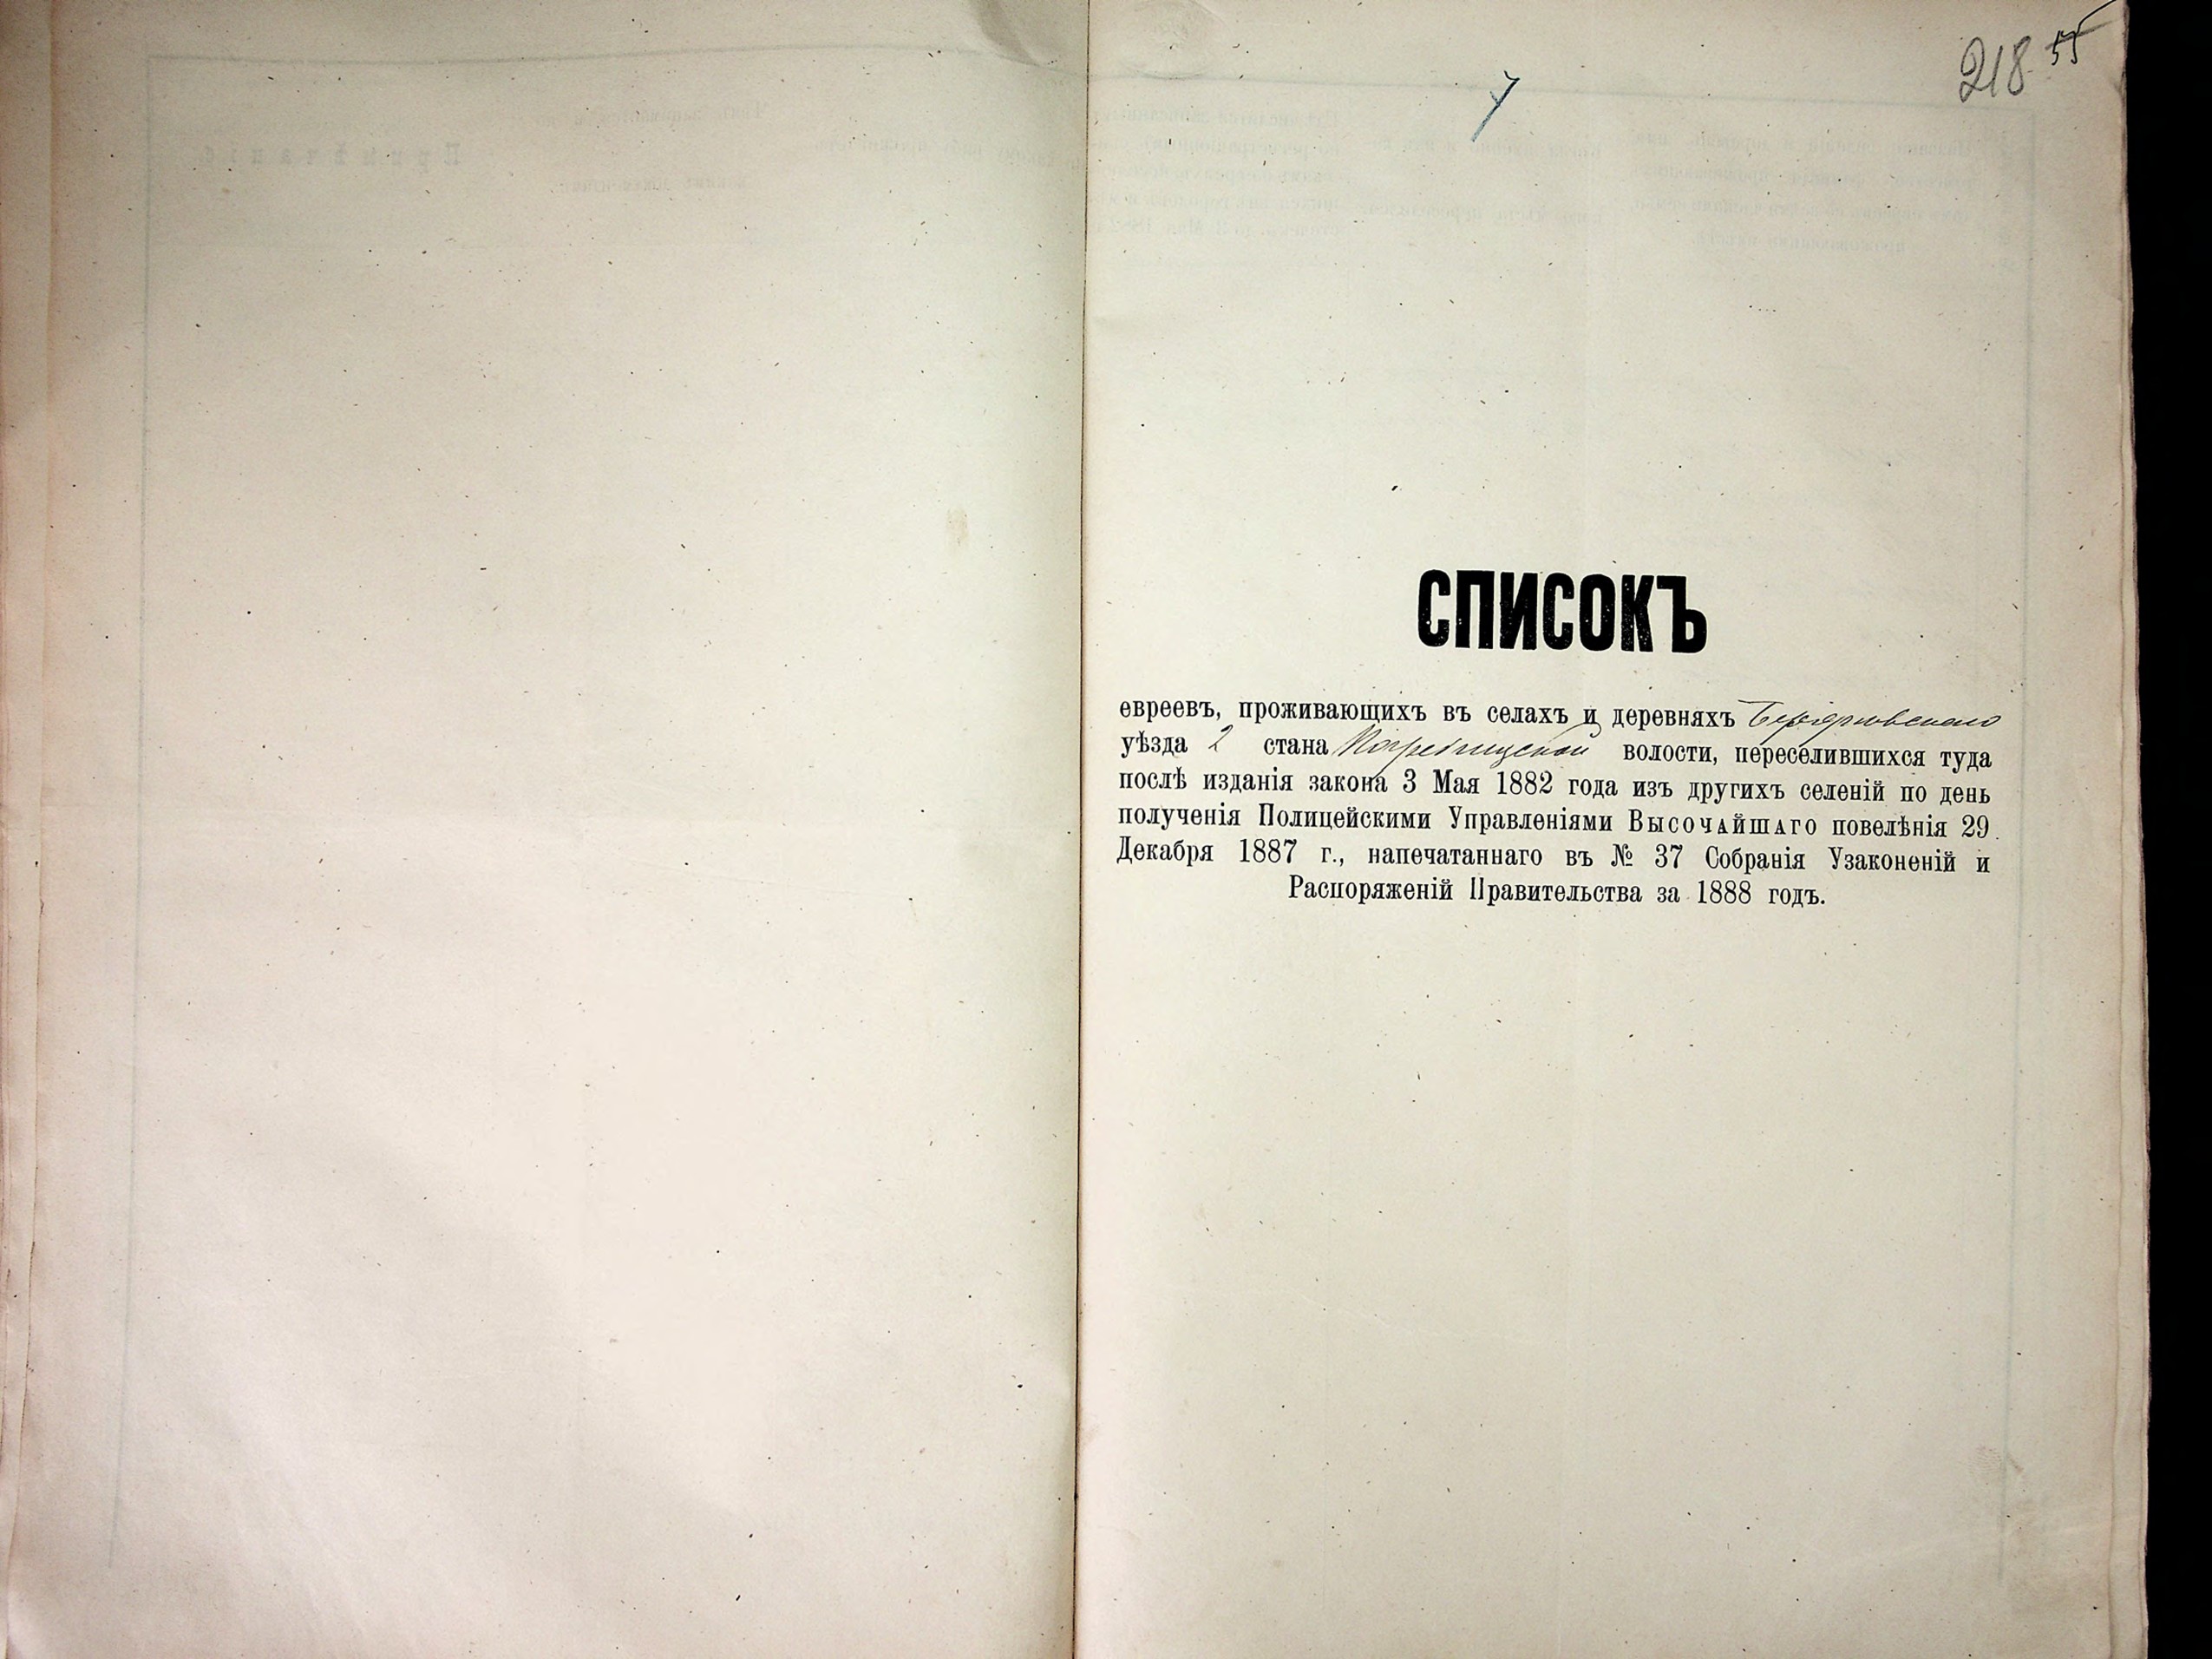 218 55
СПИСОКЪ
евреевъ, проживающихъ въ селахъ и деревняхъ Бердичевскаго
уѣзда 2 стана волости, переселившихся туда
послѣ изданія закона 3 Мая 1882 года изъ другихъ селеній по день
полученія Полицейскими Управленіями Высочайшаго повелѣнія 29
Декабря 1887 г., напечатаннаго въ № 37 Собранія Узаконеній и
Распоряженій Правительства за 1888 годъ.